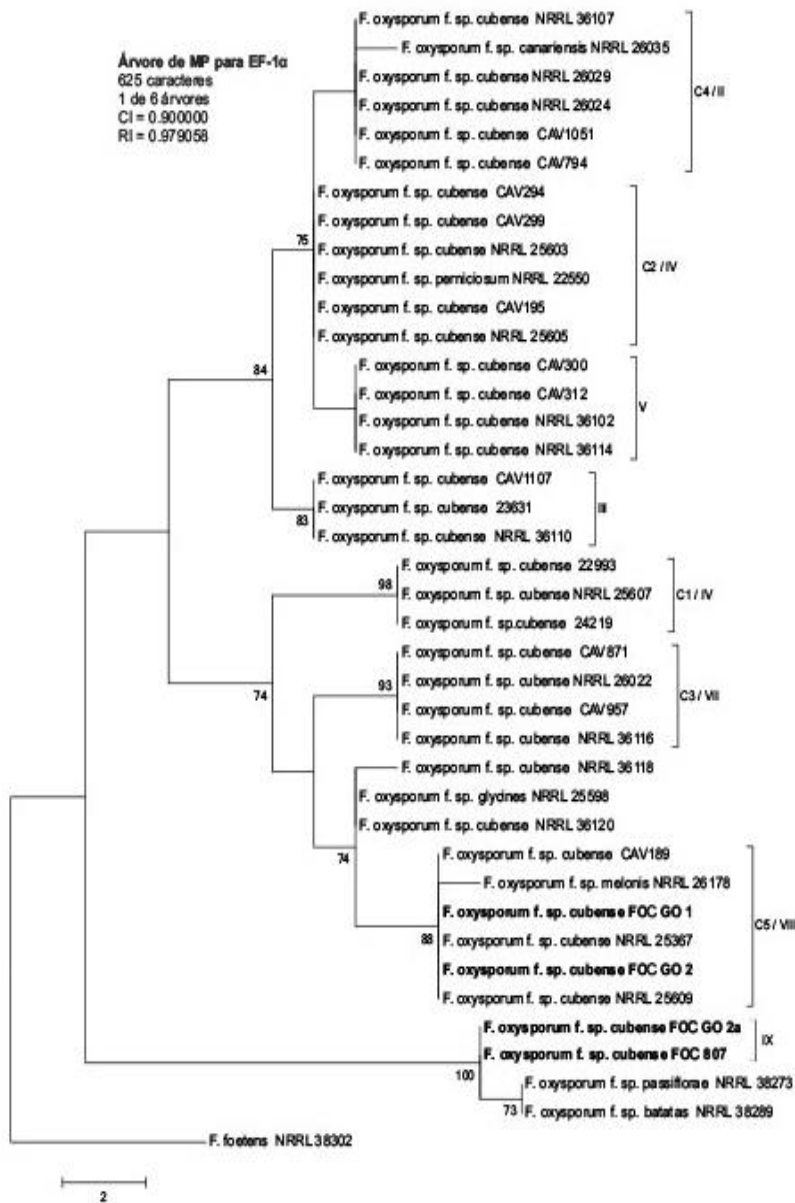 Árvore de MP para EF-1α
625 caracteres
1 de 6 árvores
CI = 0.900000
RI = 0.979058
F. oxysporum f. sp. cubense NRRL 36107
F. oxysporum f. sp. canariensis NRRL 26035
F. oxysporum f. sp. cubense NRRL 26029
F. oxysporum f. sp. cubense NRRL 26024
F. oxysporum f. sp. cubense CAV1051
F. oxysporum f. sp. cubense CAV794
C4 / II
F. oxysporum f. sp. cubense CAV294
F. oxysporum f. sp. cubense CAV299
F. oxysporum f. sp. cubense NRRL 25603
F. oxysporum f. sp. perniciosum NRRL 22550
F. oxysporum f. sp. cubense CAV195
F. oxysporum f. sp. cubense NRRL 25605
C2 / IV
75
F. oxysporum f. sp. cubense CAV300
F. oxysporum f. sp. cubense CAV312
F. oxysporum f. sp. cubense NRRL 36102
F. oxysporum f. sp. cubense NRRL 36114
V
84
F. oxysporum f. sp. cubense CAV1107
F. oxysporum f. sp. cubense 23631
F. oxysporum f. sp. cubense NRRL 36110
III
83
F. oxysporum f. sp. cubense 22993
F. oxysporum f. sp. cubense NRRL 25607
F. oxysporum f. sp.cubense 24219
C1 / IV
98
F. oxysporum f. sp. cubense CAV871
F. oxysporum f. sp. cubense NRRL 26022
F. oxysporum f. sp. cubense CAV957
F. oxysporum f. sp. cubense NRRL 36116
C3 / VII
93
74
F. oxysporum f. sp. cubense NRRL 36118
F. oxysporum f. sp. glycines NRRL 25598
F. oxysporum f. sp. cubense NRRL 36120
74
F. oxysporum f. sp. cubense CAV189
F. oxysporum f. sp. melonis NRRL 26178
F. oxysporum f. sp. cubense FOC GO 1
F. oxysporum f. sp. cubense NRRL 25367
F. oxysporum f. sp. cubense FOC GO 2
F. oxysporum f. sp. cubense NRRL 25609
C5 / VIII
88
F. oxysporum f. sp. cubense FOC GO 2a
F. oxysporum f. sp. cubense FOC 807
IX
100
F. oxysporum f. sp. passiflorae NRRL 38273
F. oxysporum f. sp. batatas NRRL 38289
73
F. foetens NRRL 38302
2